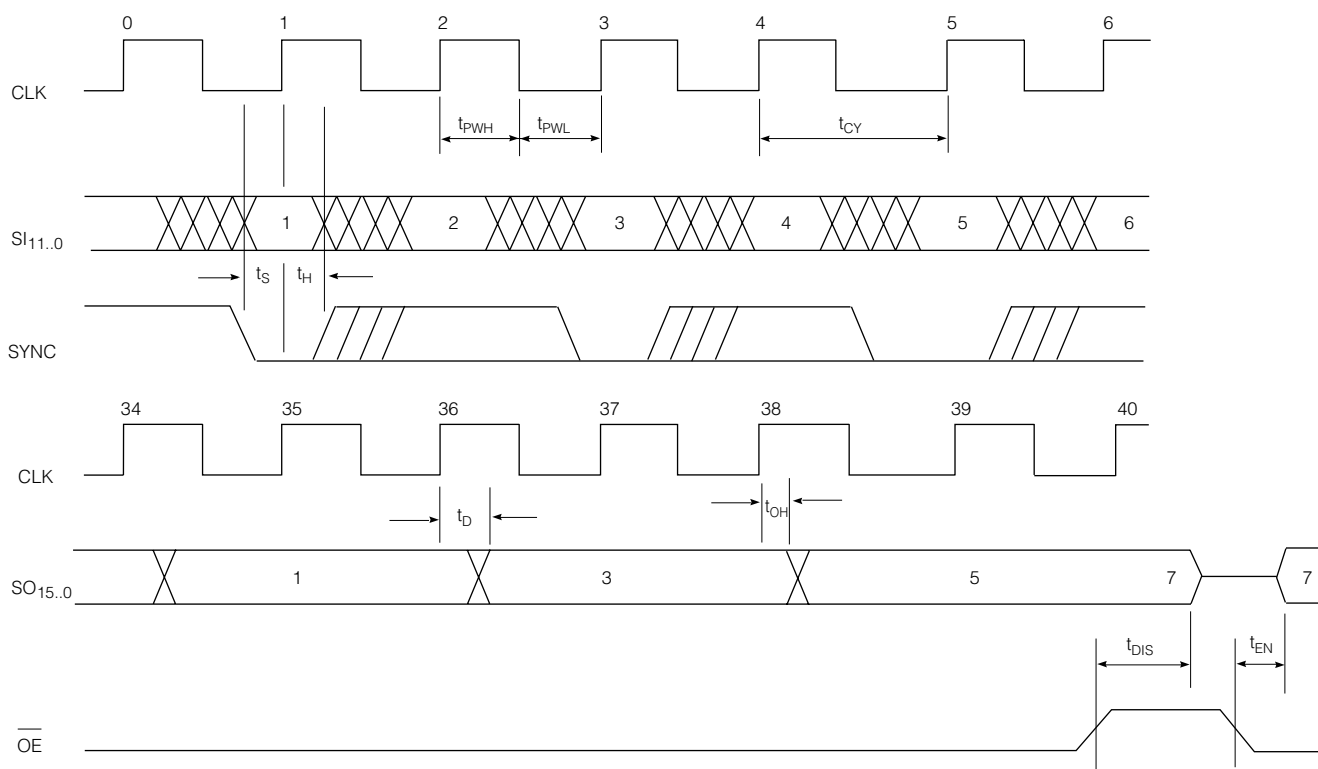 0 1 2 3 4 5 6
CLK
tPWH tPWL tCY
SI11..0 1 2 3 4 5 6
tS tH
SYNC
34 35 36 37 38 39 40
CLK
tD tOH
SO15..0 1 3 5 7 7
tDIS tEN
OE